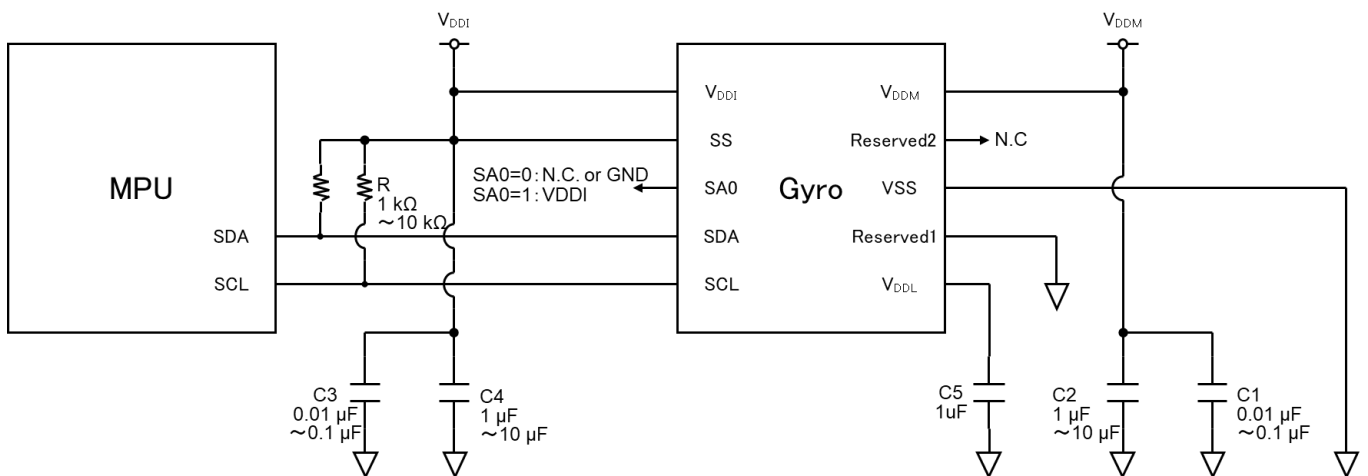 VDDI
VDDM
MPU
SDA
SCL
R
1 kΩ
～10 kΩ
SA0=0：N.C. or GND
SA0=1：VDDI
VDDI
SS
SA0
SDA
SCL
Gyro
VDDM
Reserved2
VSS
Reserved1
VDDL
N.C
C3
0.01 µF
～0.1 µF
C4
1 µF
～10 µF
C5
1uF
C2
1 µF
～10 µF
C1
0.01 µF
～0.1 µF